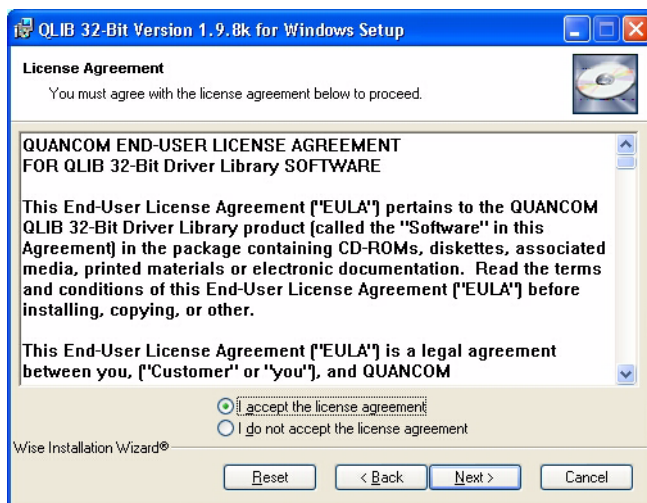 QLIB 32-Bit Version 1.9.8k for Windows Setup
License Agreement
You must agree with the license agreement below to proceed.
QUANCOM END-USER LICENSE AGREEMENT
FOR QLIB 32-Bit Driver Library SOFTWARE
This End-User License Agreement ("EULA") pertains to the QUANCOM
QLIB 32-Bit Driver Library product (called the "Software" in this
Agreement) in the package containing CD-ROMs, diskettes, associated
media, printed materials or electronic documentation.  Read the terms
and conditions of this End-User License Agreement ("EULA") before
installing, copying, or other.
This End-User License Agreement ("EULA") is a legal agreement
between you, ("Customer" or "you"), and QUANCOM
I accept the license agreement
I do not accept the license agreement
Wise Installation Wizard®
Reset
< Back
Next >
Cancel